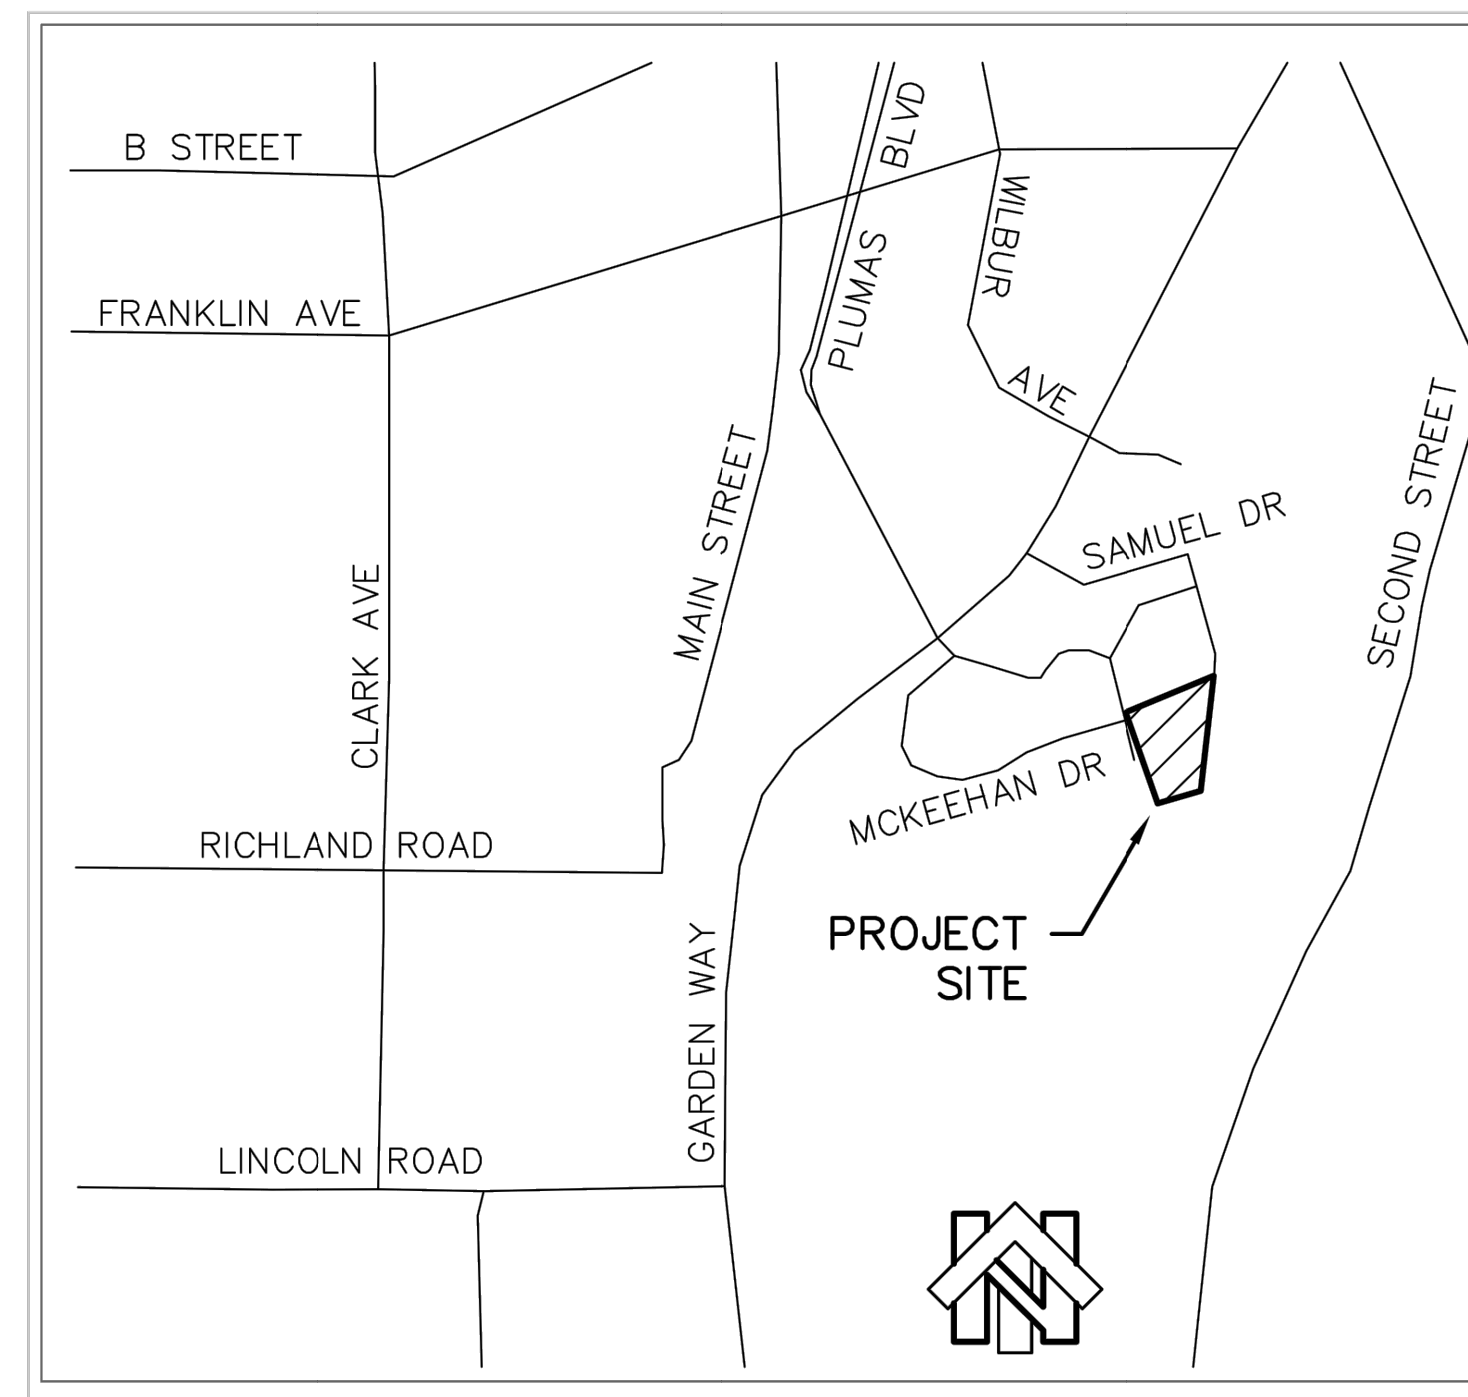 B STREET
PLUMAS BLVD
WILBUR AVE
FRANKLIN AVE
MAIN STREET
SECOND STREET
SAMUEL DR
CLARK AVE
MCKEEHAN DR
RICHLAND ROAD
PROJECT
SITE
GARDEN WAY
LINCOLN ROAD
N